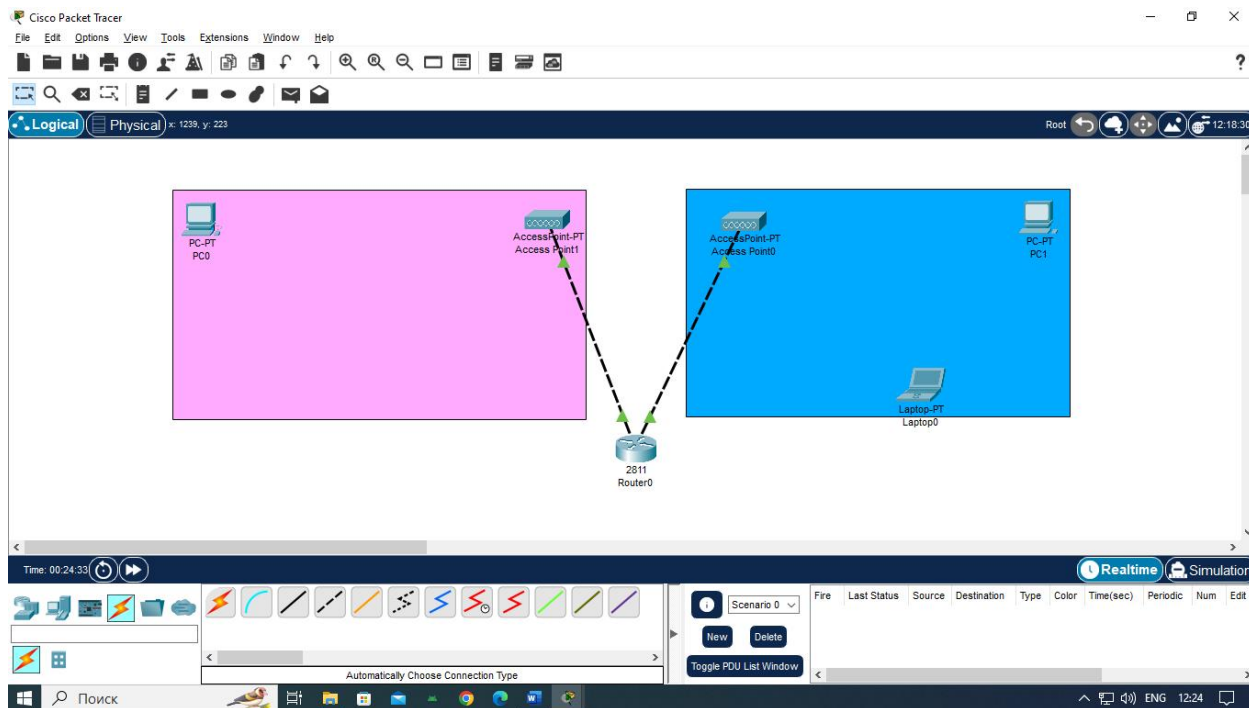 Cisco Packet Tracer
File Edit Options View Tools Extensions Window Help
?
Logical Physical x: 1239, y: 223 Root 12:18:30
PC-PT
PC0
AccessPoint-PT
Access Point1
AccessPoint-PT
Access Point0
PC-PT
PC1
Laptop-PT
Laptop0
2811
Router0
Time: 00:24:33 Realtime Simulation
Scenario 0
New Delete
Toggle PDU List Window
Fire Last Status Source Destination Type Color Time(sec) Periodic Num Edit
Automatically Choose Connection Type
Поиск ENG 12:24